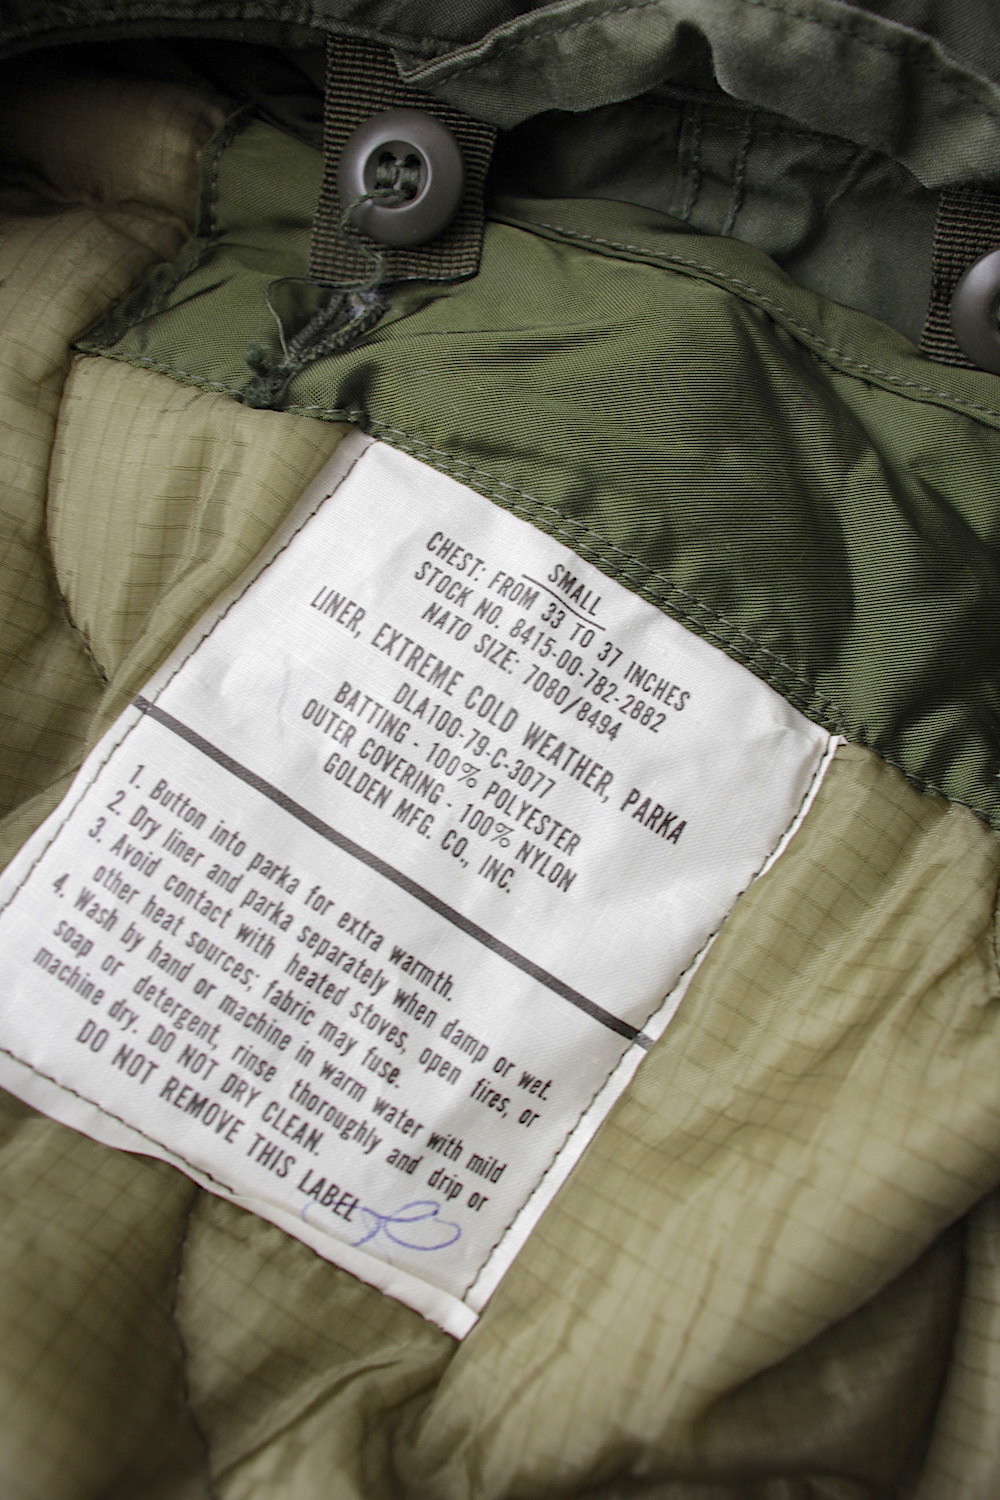 SMALL
CHEST: FROM 33 TO 37 INCHES
STOCK NO. 8415-00-782-2882
NATO SIZE: 7080/8494
LINER, EXTREME COLD WEATHER, PARKA
DLA100-79-C-3077
BATTING - 100% POLYESTER
OUTER COVERING - 100% NYLON
GOLDEN MFG. CO., INC.
1. Button into parka for extra warmth.
2. Dry liner and parka separately when damp or wet.
3. Avoid contact with heated stoves, open fires, or
other heat sources; fabric may fuse.
4. Wash by hand or machine in warm water with mild
soap or detergent, rinse thoroughly and drip or
machine dry. DO NOT DRY CLEAN.
DO NOT REMOVE THIS LABEL